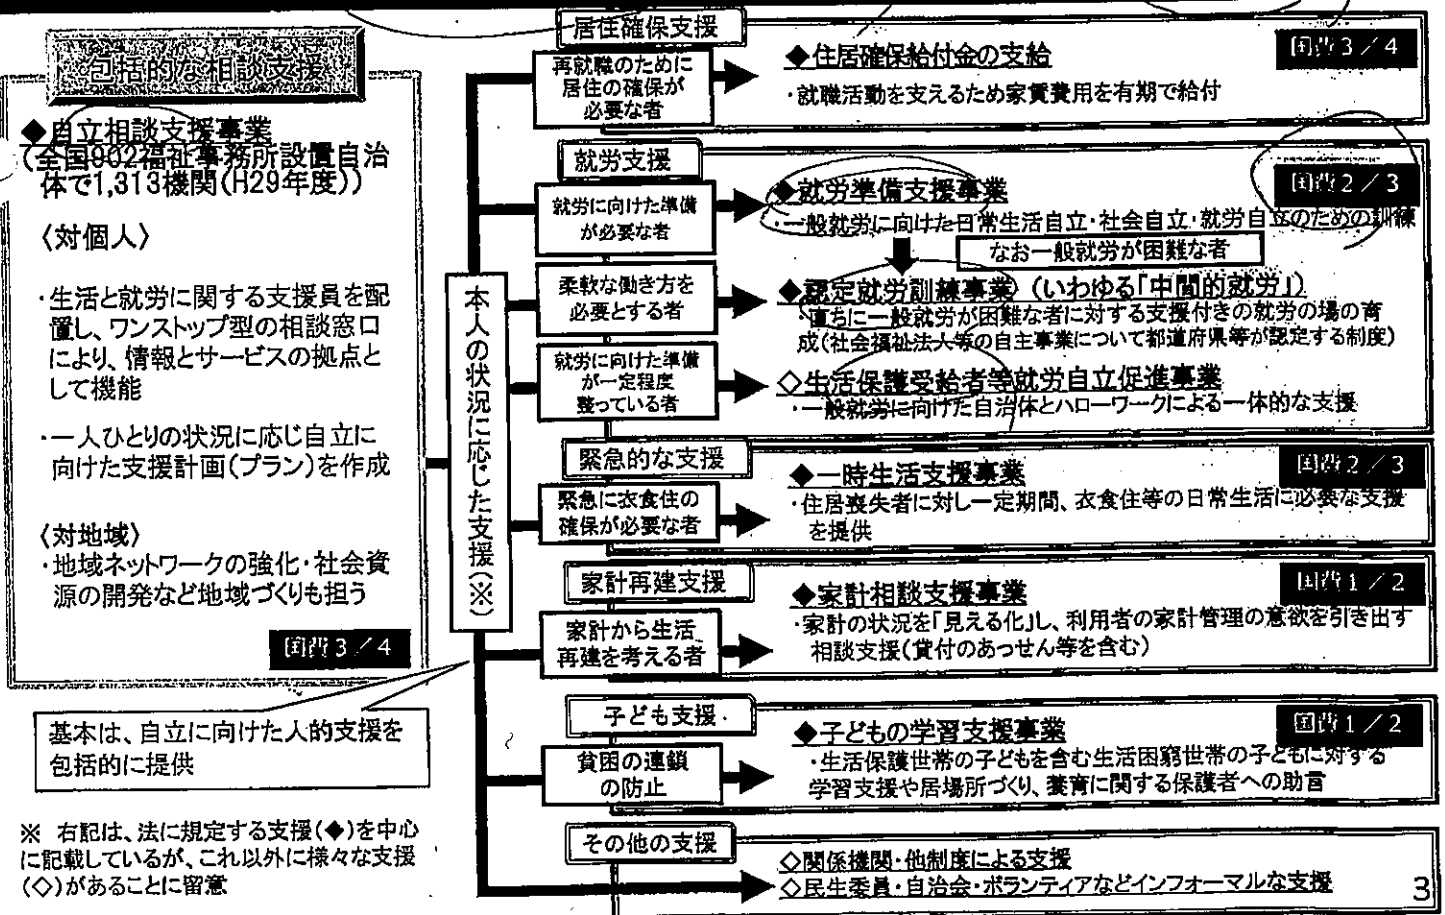 包括的な相談支援
◆自立相談支援事業
(全国902福祉事務所設置自治
体で1,313機関(H29年度))
〈対個人〉
・生活と就労に関する支援員を配
置し、ワンストップ型の相談窓口
により、情報とサービスの拠点と
して機能
・一人ひとりの状況に応じ自立に
向けた支援計画(プラン)を作成
〈対地域〉
・地域ネットワークの強化・社会資
源の開発など地域づくりも担う
国費3/4
基本は、自立に向けた人的支援を
包括的に提供
※ 右記は、法に規定する支援(◆)を中心
に記載しているが、これ以外に様々な支援
(◇)があることに留意
本人の状況に応じた支援(※)
居住確保支援
再就職のために
居住の確保が
必要な者
◆住居確保給付金の支給
国費3/4
・就職活動を支えるため家賃費用を有期で給付
就労支援
就労に向けた準備
が必要な者
◆就労準備支援事業
国費2/3
・一般就労に向けた日常生活自立・社会自立・就労自立のための訓練
なお一般就労が困難な者
柔軟な働き方を
必要とする者
◆認定就労訓練事業(いわゆる「中間的就労」)
・直ちに一般就労が困難な者に対する支援付きの就労の場の育
成(社会福祉法人等の自主事業について都道府県等が認定する制度)
就労に向けた準備
が一定程度
整っている者
◇生活保護受給者等就労自立促進事業
・一般就労に向けた自治体とハローワークによる一体的な支援
緊急的な支援
緊急に衣食住の
確保が必要な者
◆一時生活支援事業
国費2/3
・住居喪失者に対し一定期間、衣食住等の日常生活に必要な支援
を提供
家計再建支援
家計から生活
再建を考える者
◆家計相談支援事業
国費1/2
・家計の状況を「見える化」し、利用者の家計管理の意欲を引き出す
相談支援(貸付のあっせん等を含む)
子ども支援
貧困の連鎖
の防止
◆子どもの学習支援事業
国費1/2
・生活保護世帯の子どもを含む生活困窮世帯の子どもに対する
学習支援や居場所づくり、養育に関する保護者への助言
その他の支援
◇関係機関・他制度による支援
◇民生委員・自治会・ボランティアなどインフォーマルな支援
3